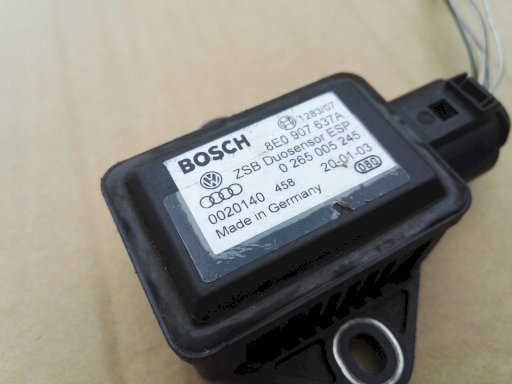 BOSCH
1283/07
8E0 907 637A
ZSB Duosensor ESP
0 265 005 245
0020140 458 20-01-03
Made in Germany